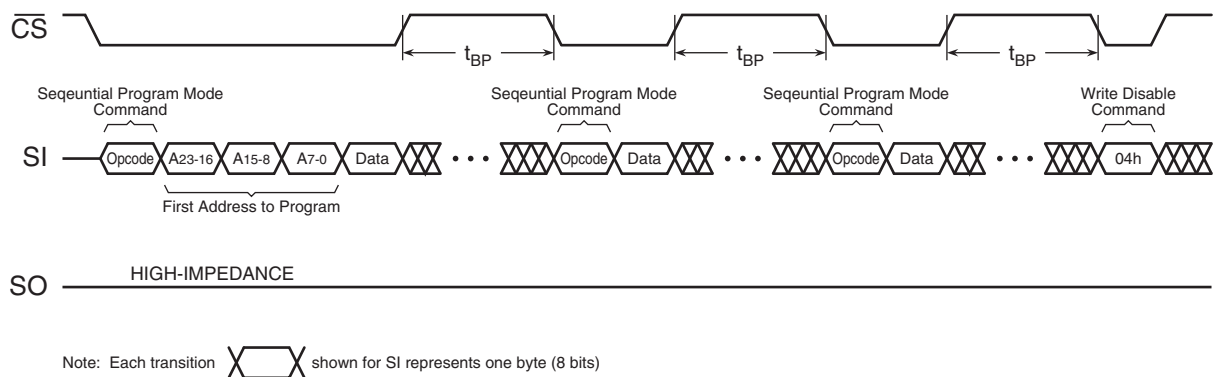 CS
tBP tBP tBP
Seqeuntial Program Mode Command
Seqeuntial Program Mode Command
Seqeuntial Program Mode Command
Write Disable Command
SI Opcode A23-16 A15-8 A7-0 Data • • • Opcode Data • • • Opcode Data • • • 04h
First Address to Program
HIGH-IMPEDANCE
SO
Note: Each transition shown for SI represents one byte (8 bits)